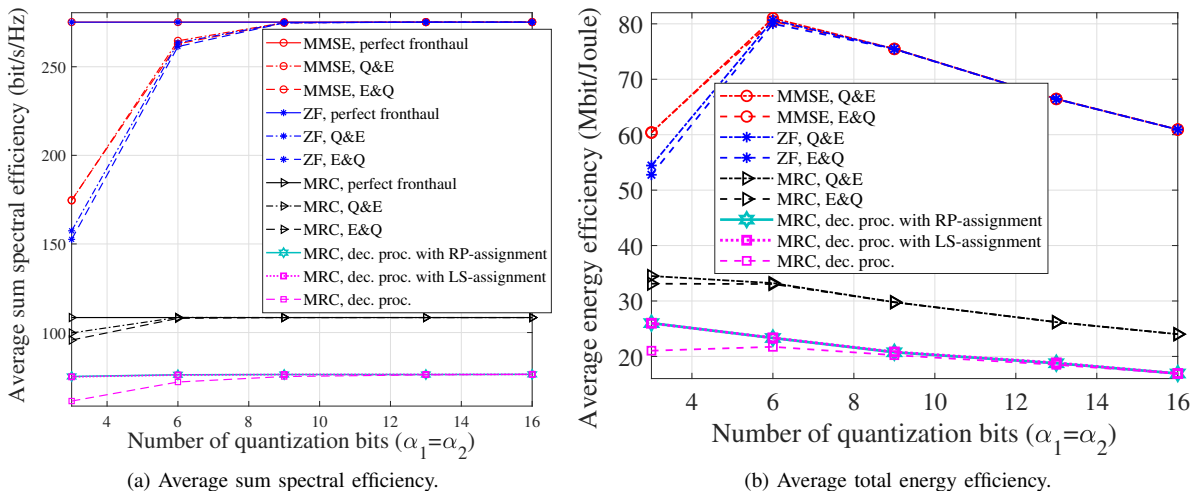 Average sum spectral efficiency (bit/s/Hz)
250
200
150
100
MMSE, perfect fronthaul
MMSE, Q&E
MMSE, E&Q
ZF, perfect fronthaul
ZF, Q&E
ZF, E&Q
MRC, perfect fronthaul
MRC, Q&E
MRC, E&Q
MRC, dec. proc. with RP-assignment
MRC, dec. proc. with LS-assignment
MRC, dec. proc.
4 6 8 10 12 14 16
Number of quantization bits (α1=α2)
(a) Average sum spectral efficiency.
Average energy efficiency (Mbit/Joule)
80
70
60
50
40
30
20
MMSE, Q&E
MMSE, E&Q
ZF, Q&E
ZF, E&Q
MRC, Q&E
MRC, E&Q
MRC, dec. proc. with RP-assignment
MRC, dec. proc. with LS-assignment
MRC, dec. proc.
4 6 8 10 12 14 16
Number of quantization bits (α1=α2)
(b) Average total energy efficiency.